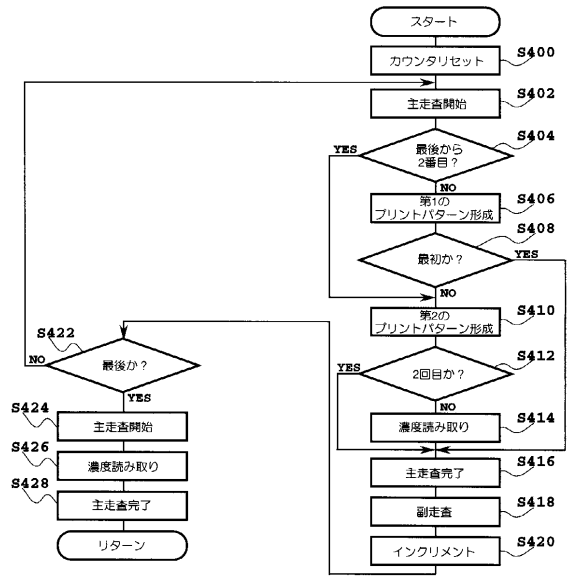 スタート
カウンタリセット
S400
主走査開始
S402
最後から
2番目?
S404
YES
NO
第1の
プリントパターン形成
S406
最初か?
S408
YES
NO
第2の
プリントパターン形成
S410
2回目か?
S412
YES
NO
濃度読み取り
S414
主走査完了
S416
副走査
S418
インクリメント
S420
S422
最後か?
NO
YES
S424
主走査開始
S426
濃度読み取り
S428
主走査完了
リターン